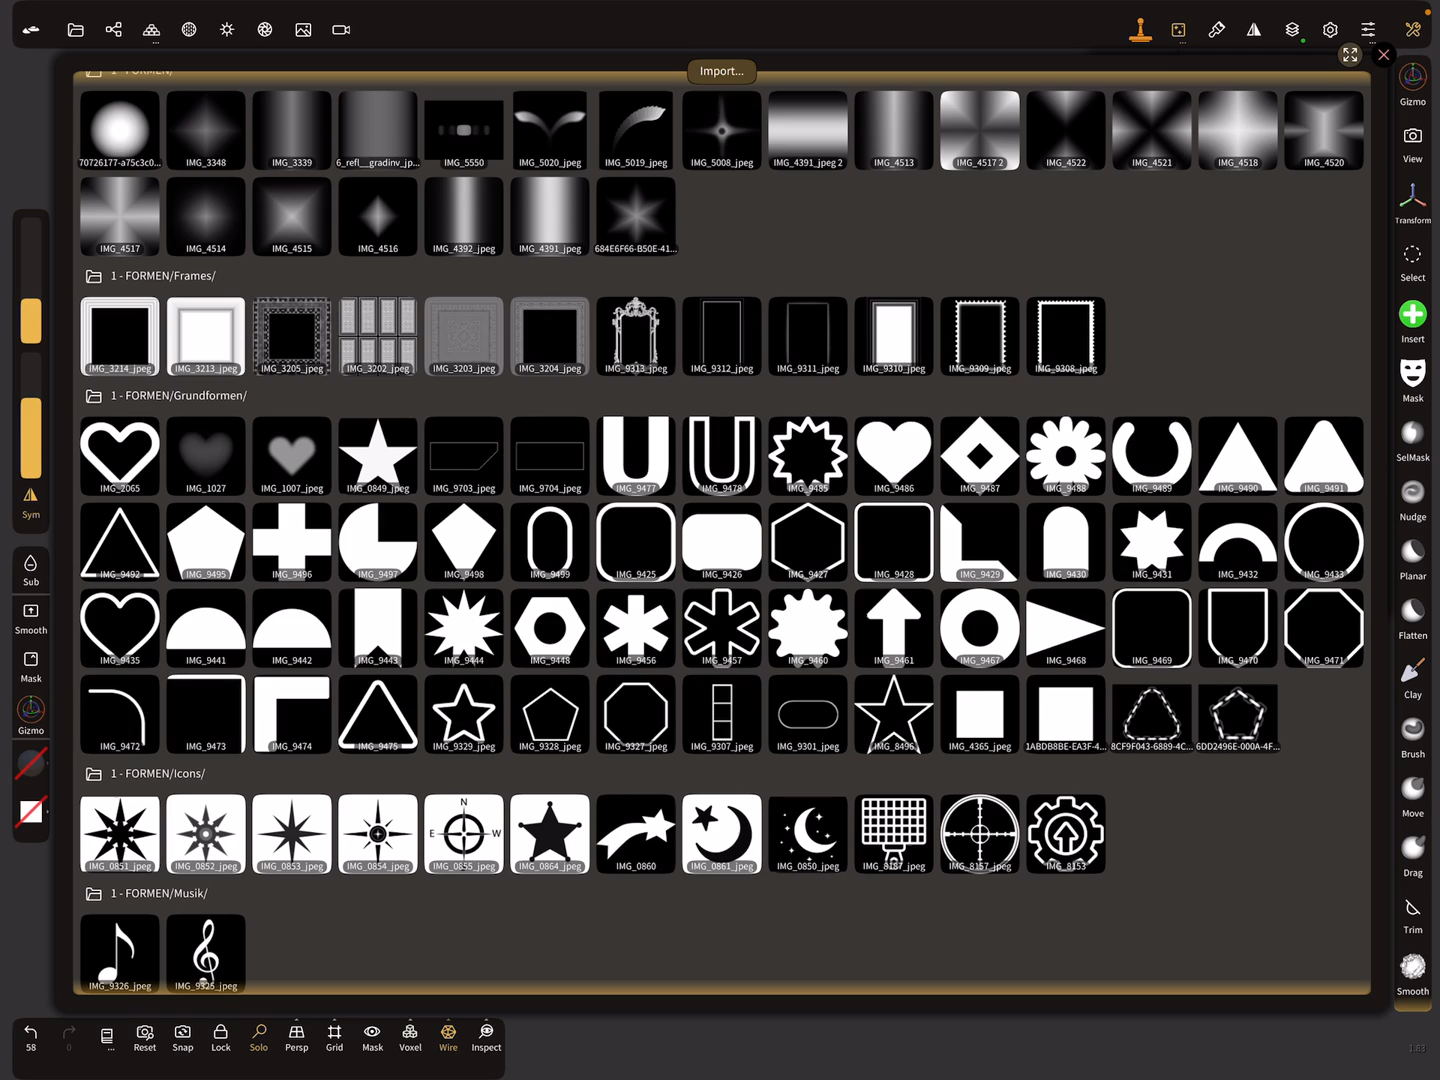 Import...
1 - FORMEN/
70726177-a75c3c0... IMG_3348 IMG_3339 6_refl__gradinv_jp... IMG_5550 IMG_5020_jpeg IMG_5019_jpeg IMG_5008_jpeg IMG_4391_jpeg 2 IMG_4513 IMG_4517 2 IMG_4522 IMG_4521 IMG_4518 IMG_4520
IMG_4517 IMG_4514 IMG_4515 IMG_4516 IMG_4392_jpeg IMG_4391_jpeg 684E6F66-B50E-41...
1 - FORMEN/Frames/
IMG_3214_jpeg IMG_3213_jpeg IMG_3205_jpeg IMG_3202_jpeg IMG_3203_jpeg IMG_3204_jpeg IMG_9313_jpeg IMG_9312_jpeg IMG_9311_jpeg IMG_9310_jpeg IMG_9309_jpeg IMG_9308_jpeg
1 - FORMEN/Grundformen/
IMG_2065 IMG_1027 IMG_1007_jpeg IMG_0849_jpeg IMG_9703_jpeg IMG_9704_jpeg IMG_9477 IMG_9478 IMG_9485 IMG_9486 IMG_9487 IMG_9488 IMG_9489 IMG_9490 IMG_9491
IMG_9492 IMG_9495 IMG_9496 IMG_9497 IMG_9498 IMG_9499 IMG_9425 IMG_9426 IMG_9427 IMG_9428 IMG_9429 IMG_9430 IMG_9431 IMG_9432 IMG_9433
IMG_9435 IMG_9441 IMG_9442 IMG_9443 IMG_9444 IMG_9448 IMG_9456 IMG_9457 IMG_9460 IMG_9461 IMG_9467 IMG_9468 IMG_9469 IMG_9470 IMG_9471
IMG_9472 IMG_9473 IMG_9474 IMG_9475 IMG_9329_jpeg IMG_9328_jpeg IMG_9327_jpeg IMG_9307_jpeg IMG_9301_jpeg IMG_8496 IMG_4365_jpeg 1ABDB8BE-EA3F-4... 8CF9F043-6889-4C... 6DD2496E-000A-4F...
1 - FORMEN/Icons/
N
E W
IMG_0851_jpeg IMG_0852_jpeg IMG_0853_jpeg IMG_0854_jpeg IMG_0855_jpeg IMG_0864_jpeg IMG_0860 IMG_0861_jpeg IMG_0850_jpeg IMG_8187_jpeg IMG_8157_jpeg IMG_8153
1 - FORMEN/Musik/
IMG_9326_jpeg IMG_9325_jpeg
Sym
Sub
Smooth
Mask
Gizmo
Gizmo
View
Transform
Select
Insert
Mask
SelMask
Nudge
Planar
Flatten
Clay
Brush
Move
Drag
Trim
Smooth
58 0 ... Reset Snap Lock Solo Persp Grid Mask Voxel Wire Inspect
1.83